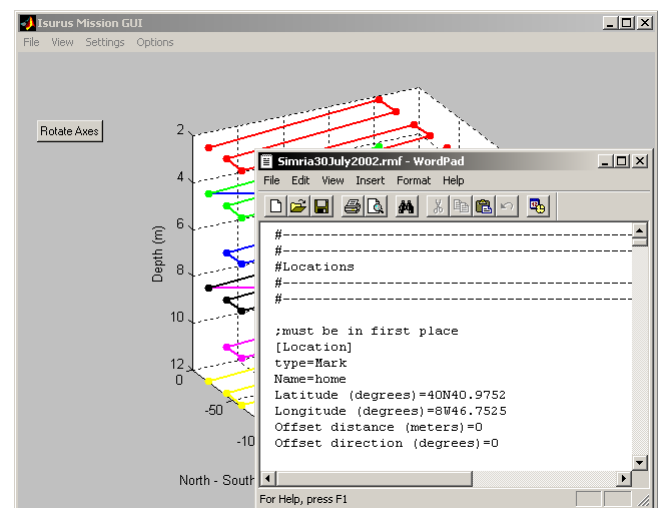 Isurus Mission GUI
File View Settings Options
Rotate Axes
2
4
6
8
10
12
Depth (m)
0
-50
-10
North - South
Simria30July2002.rmf - WordPad
File Edit View Insert Format Help
#------------------------------------------------
#------------------------------------------------
#Locations
#------------------------------------------------
#------------------------------------------------
;must be in first place
[Location]
type=Mark
Name=home
Latitude (degrees)=40N40.9752
Longitude (degrees)=8W46.7525
Offset distance (meters)=0
Offset direction (degrees)=0
For Help, press F1